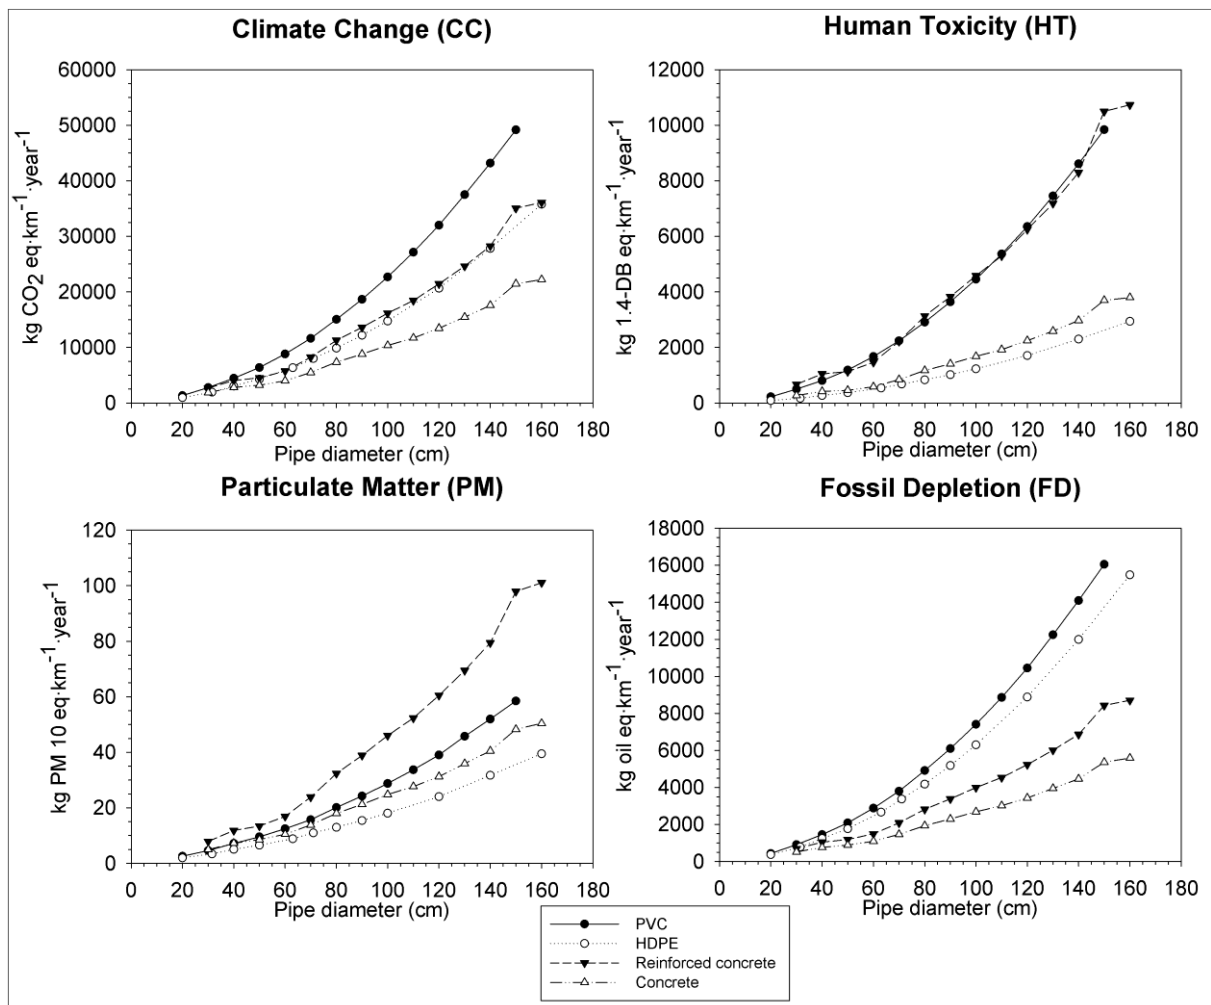 Climate Change (CC)
60000
50000
40000
30000
20000
10000
0
kg CO2 eq·km-1·year-1
0 20 40 60 80 100 120 140 160 180
Pipe diameter (cm)
Human Toxicity (HT)
12000
10000
8000
6000
4000
2000
0
kg 1.4-DB eq·km-1·year-1
0 20 40 60 80 100 120 140 160 180
Pipe diameter (cm)
Particulate Matter (PM)
120
100
80
60
40
20
0
kg PM 10 eq·km-1·year-1
0 20 40 60 80 100 120 140 160 180
Pipe diameter (cm)
Fossil Depletion (FD)
18000
16000
14000
12000
10000
8000
6000
4000
2000
0
kg oil eq·km-1·year-1
0 20 40 60 80 100 120 140 160 180
Pipe diameter (cm)
PVC
HDPE
Reinforced concrete
Concrete